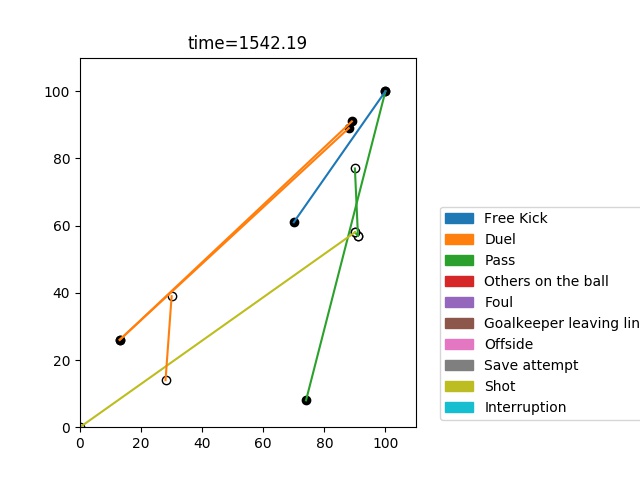 time=1542.19
100
80
60
40
20
0
0 20 40 60 80 100
Free Kick
Duel
Pass
Others on the ball
Foul
Goalkeeper leaving lin
Offside
Save attempt
Shot
Interruption